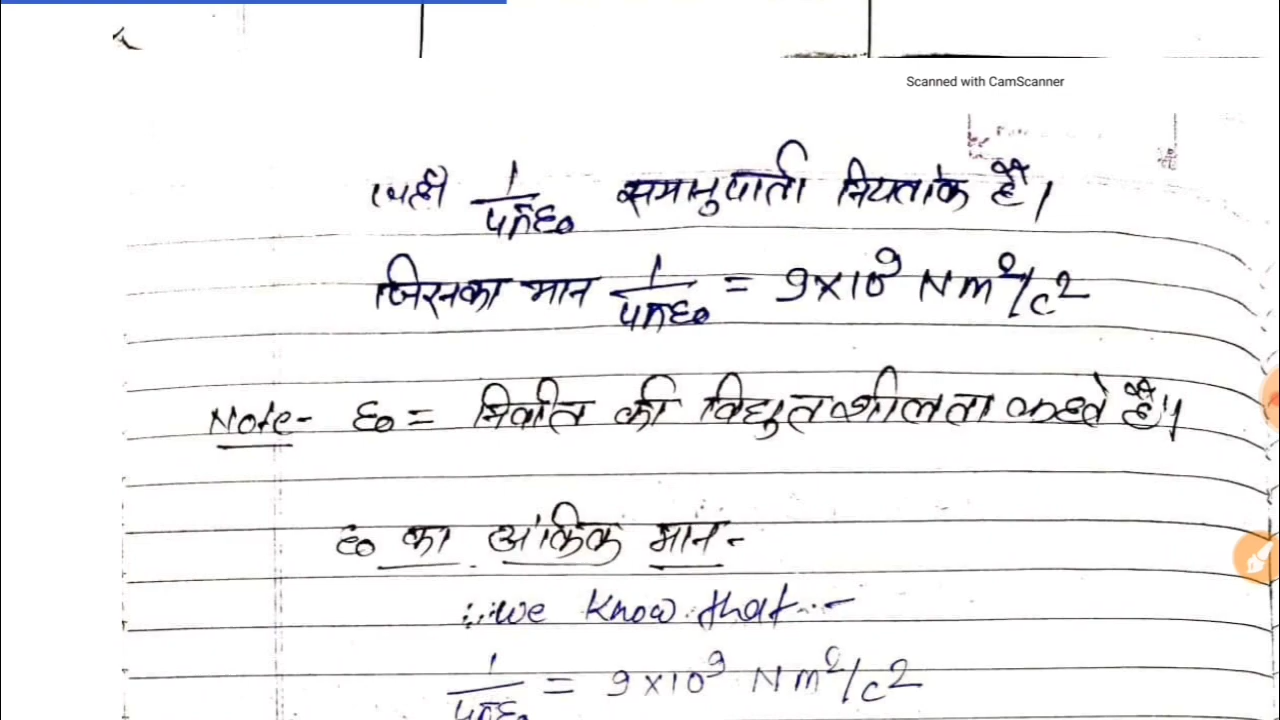 Scanned with CamScanner
यहाँ 1/4πε₀ समानुपाती नियतांक है।
जिसका मान 1/4πε₀ = 9×10⁹ Nm²/c²
Note- ε₀ = निर्वात की विद्युतशीलता कहते हैं।
ε₀ का आंकिक मान-
∴ we know that :-
1/4πε₀ = 9×10⁹ Nm²/c²